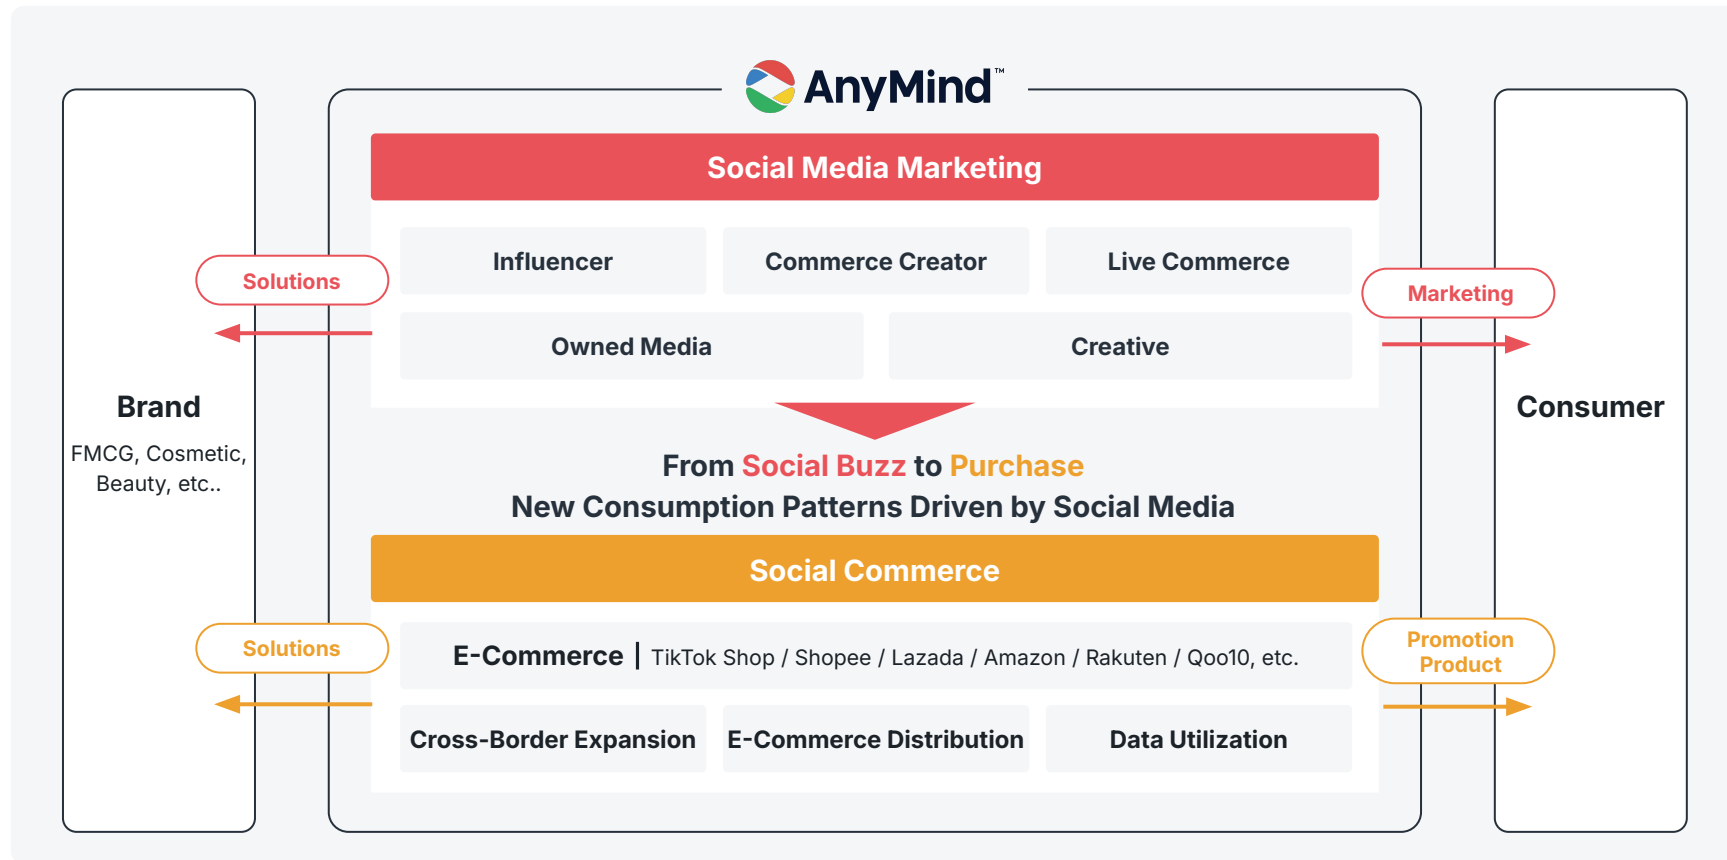 AnyMind™
Social Media Marketing
Influencer
Commerce Creator
Live Commerce
Owned Media
Creative
Solutions
Marketing
Brand
FMCG, Cosmetic,
Beauty, etc..
Consumer
From Social Buzz to Purchase
New Consumption Patterns Driven by Social Media
Social Commerce
E-Commerce | TikTok Shop / Shopee / Lazada / Amazon / Rakuten / Qoo10, etc.
Cross-Border Expansion
E-Commerce Distribution
Data Utilization
Solutions
Promotion
Product